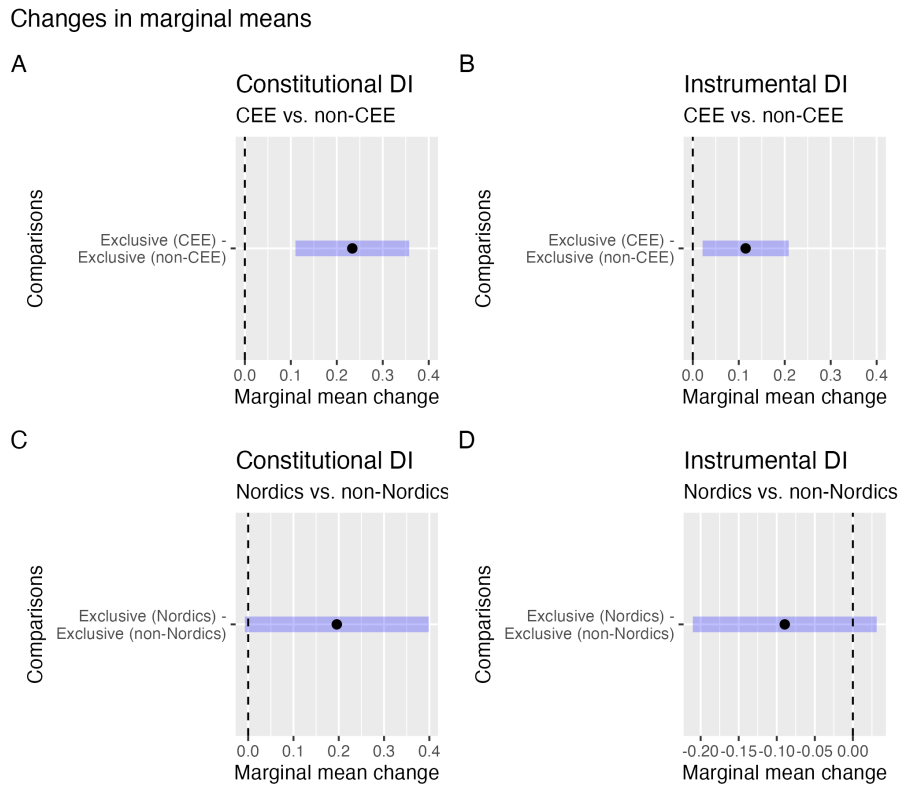 Changes in marginal means
A
Constitutional DI
CEE vs. non-CEE
Comparisons
Exclusive (CEE) -
Exclusive (non-CEE)
0.0 0.1 0.2 0.3 0.4
Marginal mean change
B
Instrumental DI
CEE vs. non-CEE
Comparisons
Exclusive (CEE) -
Exclusive (non-CEE)
0.0 0.1 0.2 0.3 0.4
Marginal mean change
C
Constitutional DI
Nordics vs. non-Nordics
Comparisons
Exclusive (Nordics) -
Exclusive (non-Nordics)
0.0 0.1 0.2 0.3 0.4
Marginal mean change
D
Instrumental DI
Nordics vs. non-Nordics
Comparisons
Exclusive (Nordics) -
Exclusive (non-Nordics)
-0.20 -0.15 -0.10 -0.05 0.00
Marginal mean change